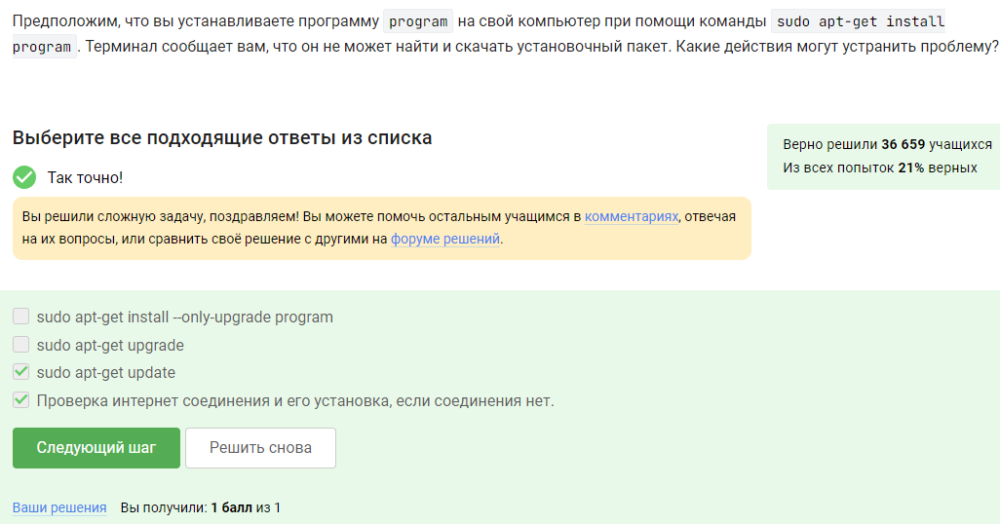 Предположим, что вы устанавливаете программу program на свой компьютер при помощи команды sudo apt-get install
program. Терминал сообщает вам, что он не может найти и скачать установочный пакет. Какие действия могут устранить проблему?
Выберите все подходящие ответы из списка
Верно решили 36 659 учащихся
Из всех попыток 21% верных
Так точно!
Вы решили сложную задачу, поздравляем! Вы можете помочь остальным учащимся в комментариях, отвечая
на их вопросы, или сравнить своё решение с другими на форуме решений.
sudo apt-get install --only-upgrade program
sudo apt-get upgrade
sudo apt-get update
Проверка интернет соединения и его установка, если соединения нет.
Следующий шаг
Решить снова
Ваши решения Вы получили: 1 балл из 1